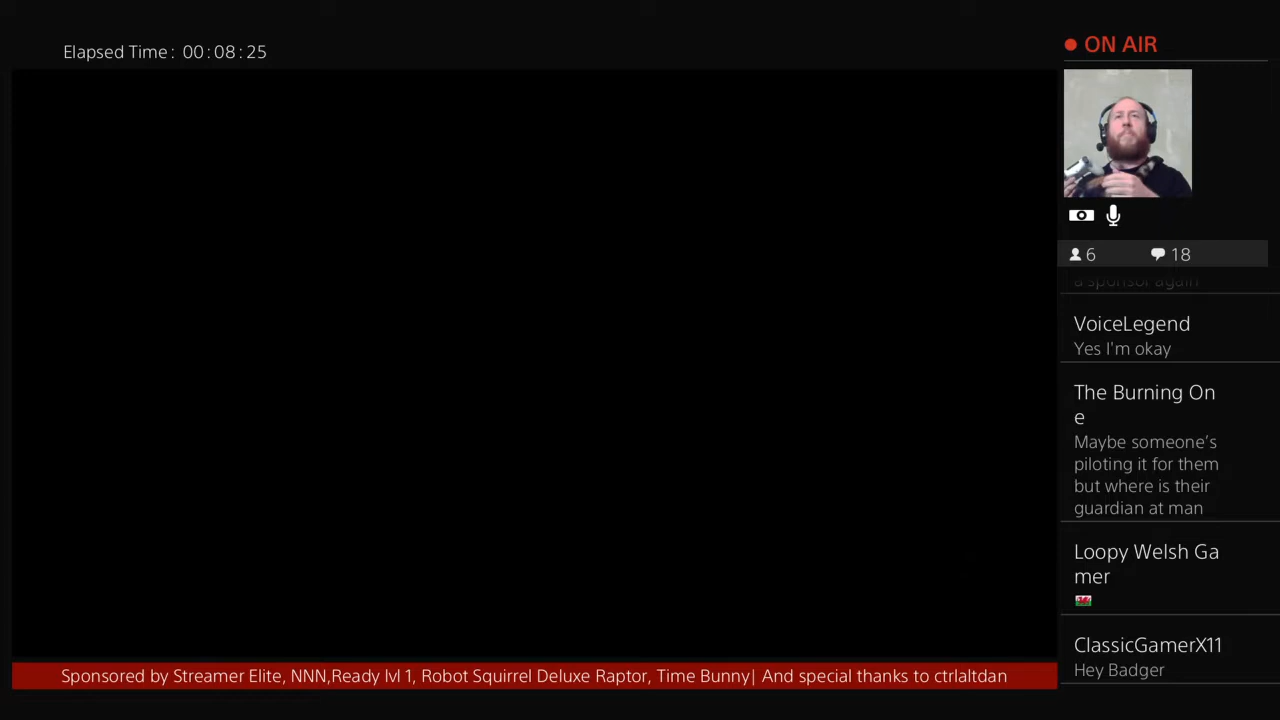 Elapsed Time: 00:08:25
ON AIR
6 18
a sponsor again
VoiceLegend
Yes I'm okay
The Burning On
e
Maybe someone's
piloting it for them
but where is their
guardian at man
Loopy Welsh Ga
mer
ClassicGamerX11
Hey Badger
Sponsored by Streamer Elite, NNN,Ready lvl 1, Robot Squirrel Deluxe Raptor, Time Bunny| And special thanks to ctrlaltdan